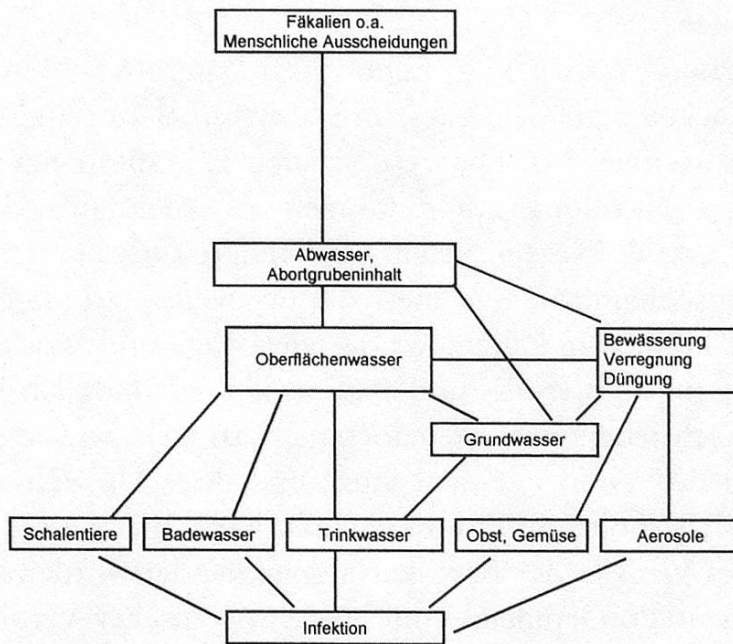 Fäkalien o.a.
Menschliche Ausscheidungen
Abwasser,
Abortgrubeninhalt
Oberflächenwasser
Bewässerung
Verregnung
Düngung
Grundwasser
Schalentiere
Badewasser
Trinkwasser
Obst, Gemüse
Aerosole
Infektion